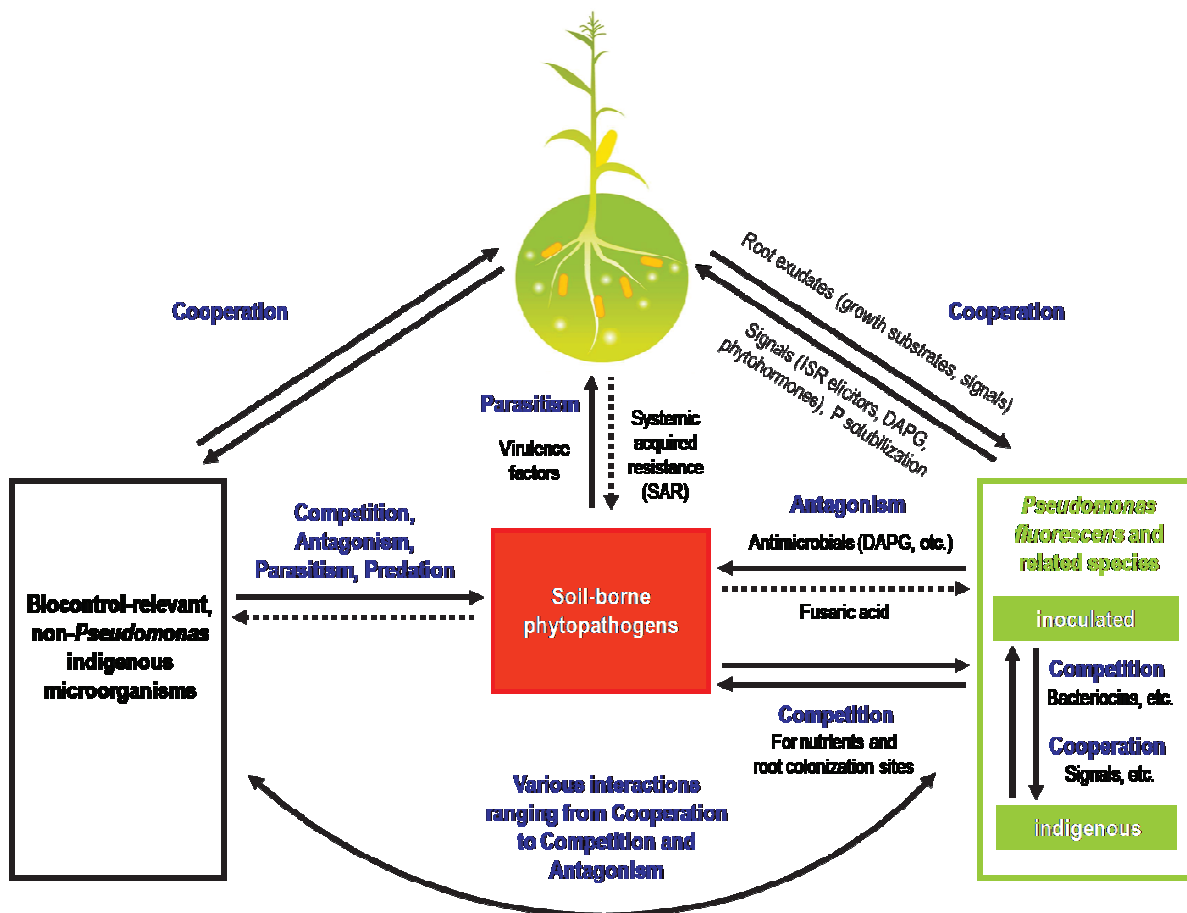 Cooperation
Root exudates (growth substrates, signals)
Signals (ISR elicitors, DAPG,
phytohormones), P solubilization
Cooperation
Parasitism
Virulence
factors
Systemic
acquired
resistance
(SAR)
Biocontrol-relevant,
non-Pseudomonas
indigenous
microorganisms
Competition,
Antagonism,
Parasitism, Predation
Soil-borne
phytopathogens
Antagonism
Antimicrobials (DAPG, etc.)
Fusaric acid
Competition
For nutrients and
root colonization sites
Pseudomonas
fluorescens and
related species
inoculated
Competition
Bacteriocias, etc.
Cooperation
Signals, etc.
indigenous
Various interactions
ranging from Cooperation
to Competition and
Antagonism